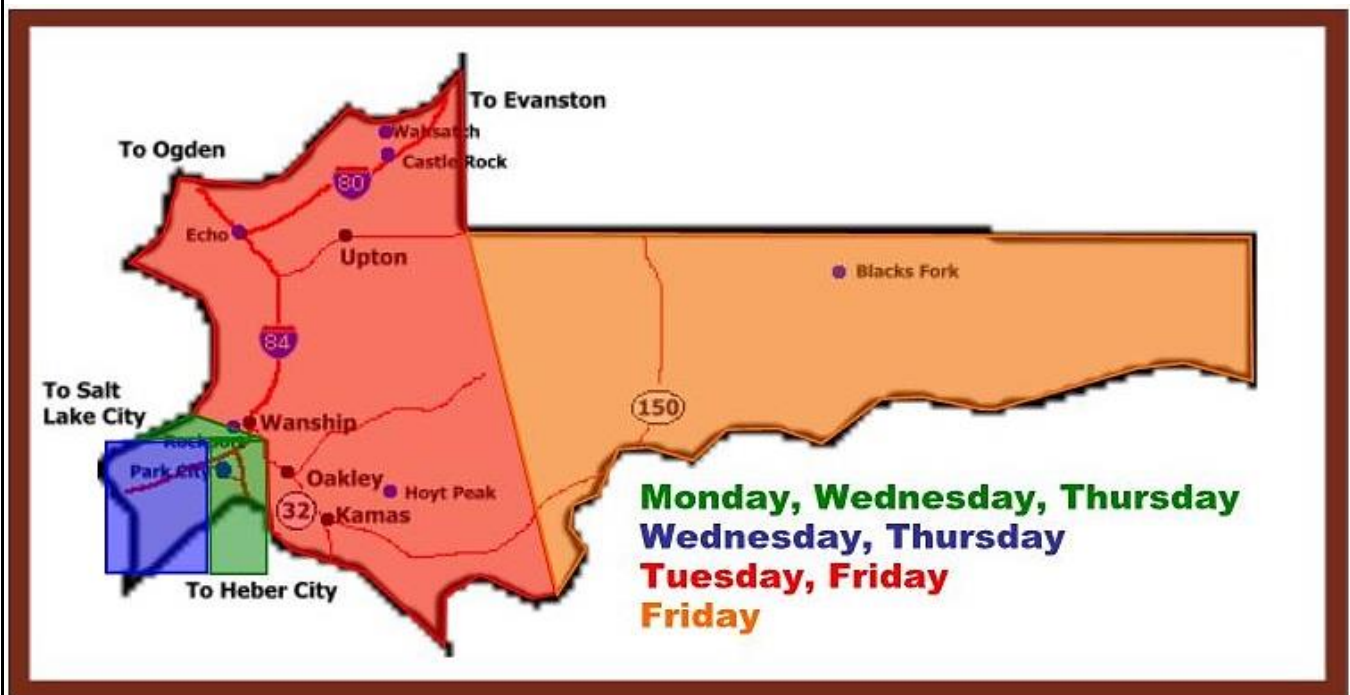 To Evanston
Wahsatch
To Ogden
Castle Rock
80
Echo
Upton
Blacks Fork
84
To Salt
Lake City
150
Wanship
Rockport
Park City
Oakley
Hoyt Peak
32
Kamas
To Heber City
Monday, Wednesday, Thursday
Wednesday, Thursday
Tuesday, Friday
Friday